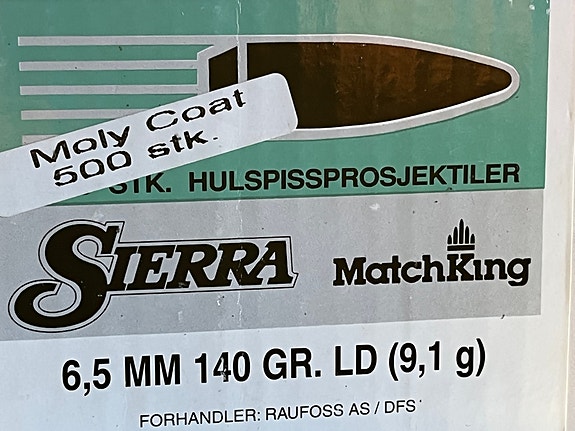 Moly Coat
500 stk.
STK. HULSPISSPROSJEKTILER
SIERRA
MatchKing
6,5 MM 140 GR. LD (9,1 g)
FORHANDLER: RAUFOSS AS / DFS